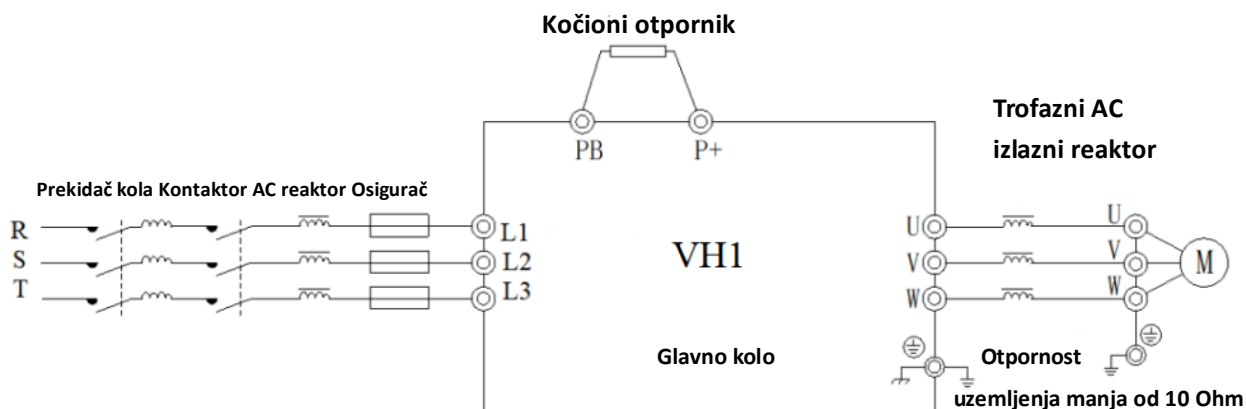 Kočioni otpornik
PB P+
Trofazni AC
izlazni reaktor
Prekidač kola Kontaktor AC reaktor Osigurač
R L1 U U
S L2 VH1 V V M
T L3 W W
Glavno kolo
Otpornost
uzemljenja manja od 10 Ohm